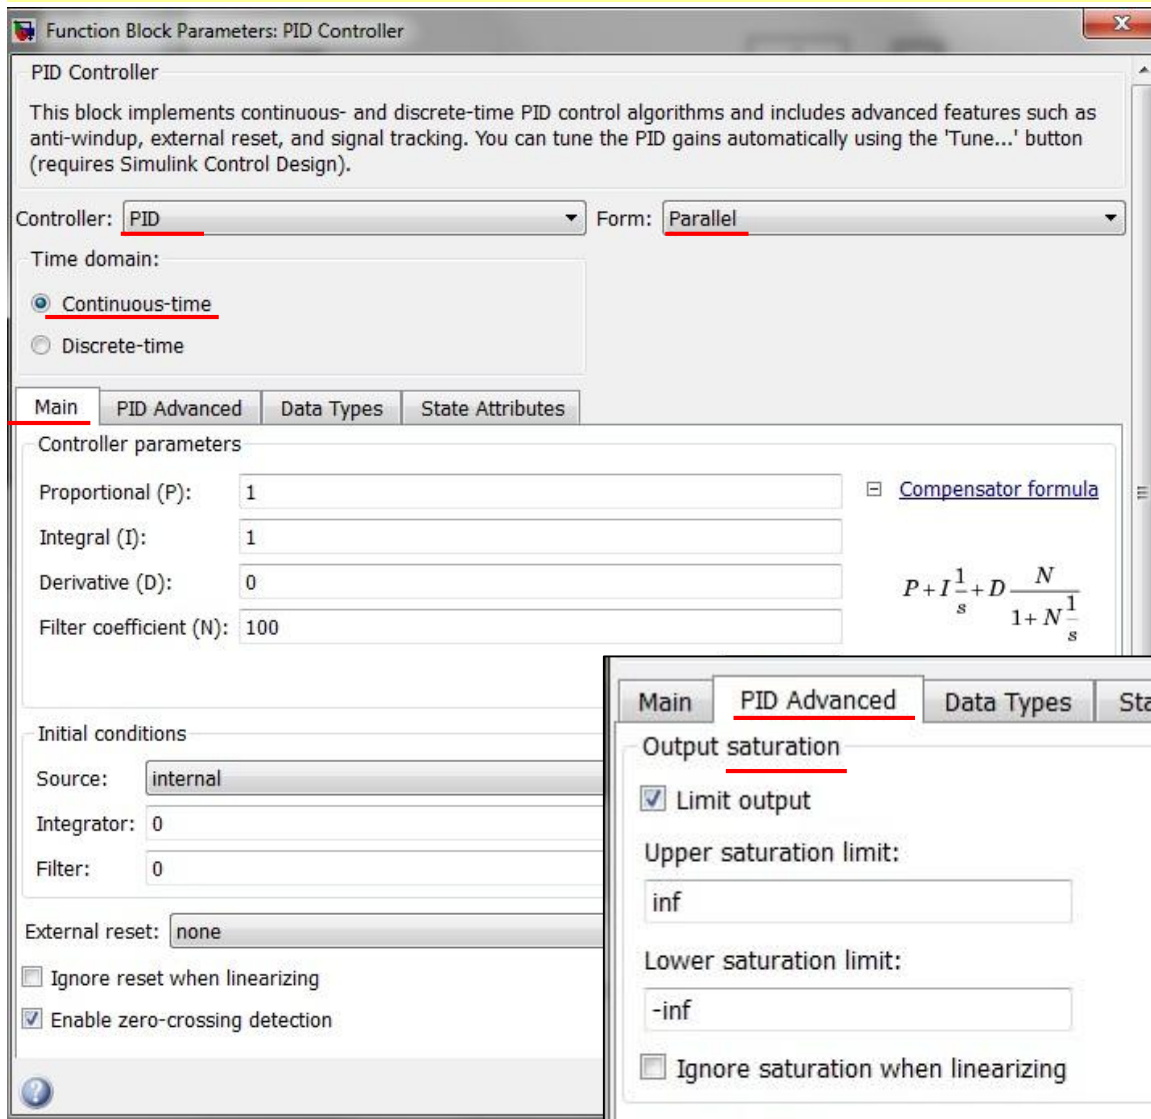 Function Block Parameters: PID Controller
PID Controller
This block implements continuous- and discrete-time PID control algorithms and includes advanced features such as
anti-windup, external reset, and signal tracking. You can tune the PID gains automatically using the 'Tune...' button
(requires Simulink Control Design).
Controller: PID Form: Parallel
Time domain:
Continuous-time
Discrete-time
Main PID Advanced Data Types State Attributes
Controller parameters
Proportional (P): 1
Compensator formula
Integral (I): 1
Derivative (D): 0
Filter coefficient (N): 100
P + I 1/s + D N/(1 + N 1/s)
Initial conditions
Source: internal
Integrator: 0
Filter: 0
External reset: none
Ignore reset when linearizing
Enable zero-crossing detection
?
Main PID Advanced Data Types Sta
Output saturation
Limit output
Upper saturation limit:
inf
Lower saturation limit:
-inf
Ignore saturation when linearizing